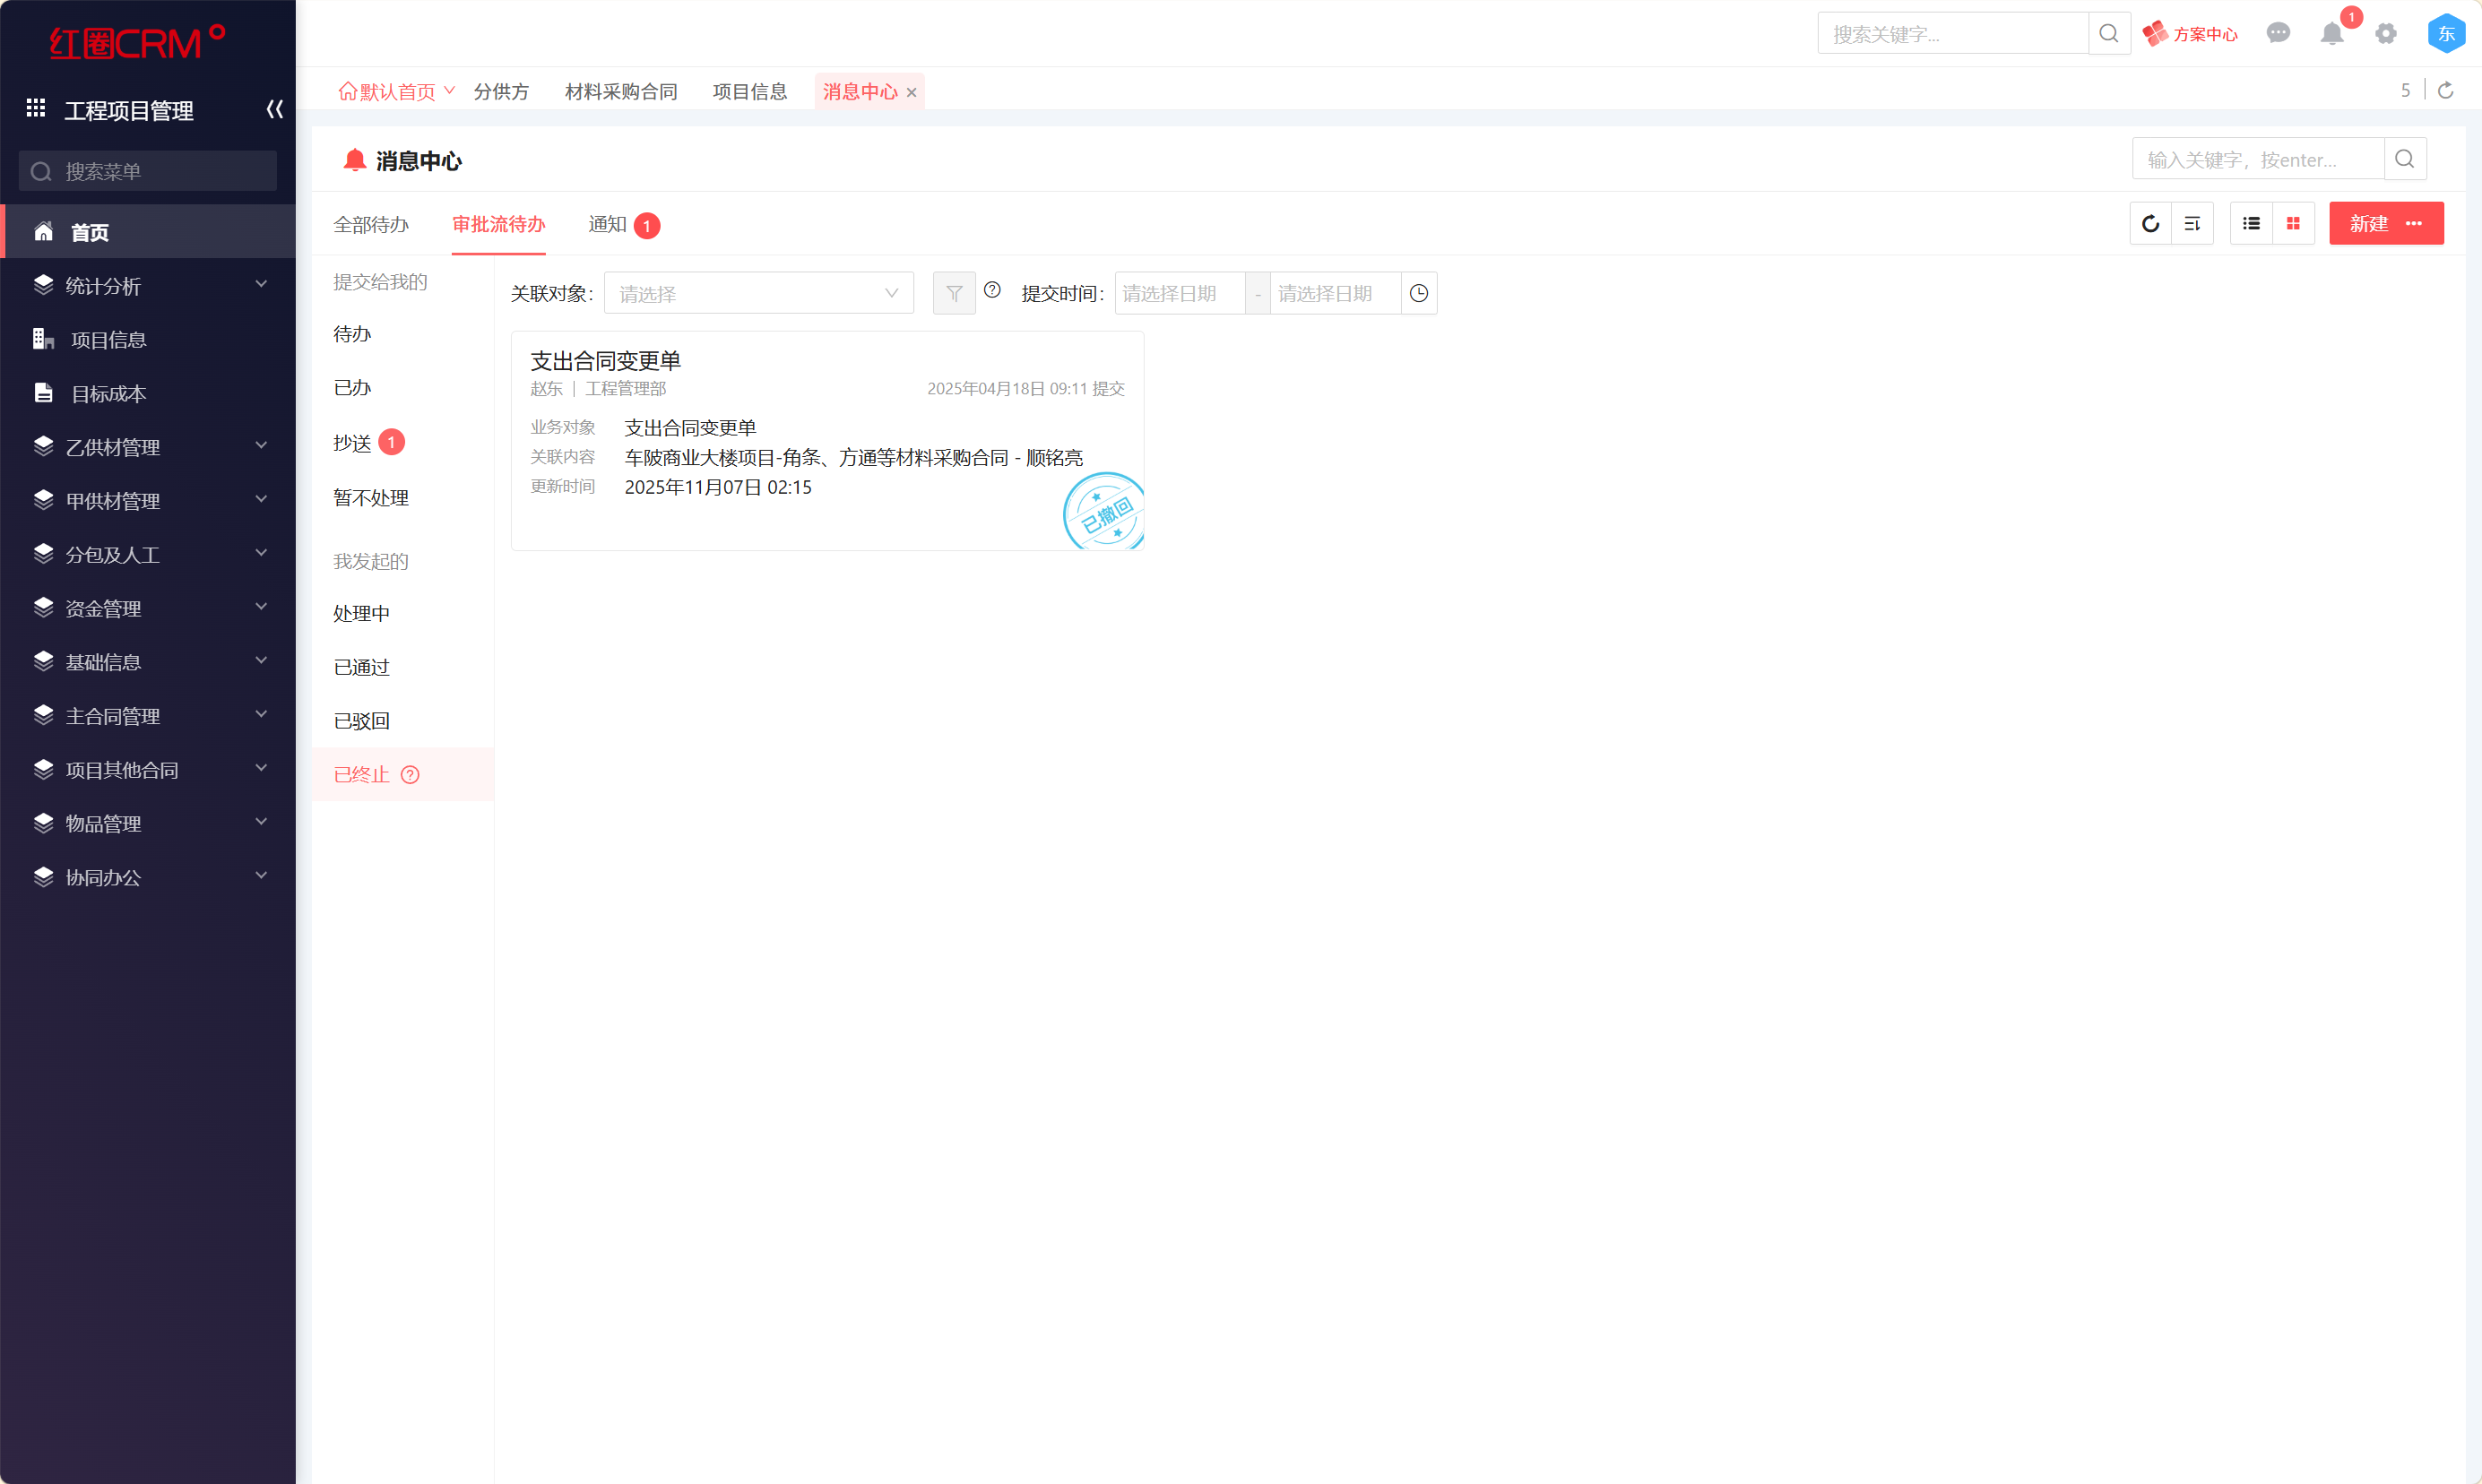 红圈CRM
工程项目管理
搜索菜单
首页
统计分析
项目信息
目标成本
乙供材管理
甲供材管理
分包及人工
资金管理
基础信息
主合同管理
项目其他合同
物品管理
协同办公
搜索关键字...
方案中心
1
东
默认首页
分供方
材料采购合同
项目信息
消息中心
5
消息中心
输入关键字，按enter...
全部待办
审批流待办
通知 1
新建
提交给我的
待办
已办
抄送 1
暂不处理
我发起的
处理中
已通过
已驳回
已终止
关联对象：
请选择
提交时间：
请选择日期 - 请选择日期
支出合同变更单
赵东 | 工程管理部
2025年04月18日 09:11 提交
业务对象 支出合同变更单
关联内容 车陂商业大楼项目-角条、方通等材料采购合同 - 顺铭亮
更新时间 2025年11月07日 02:15
已撤回